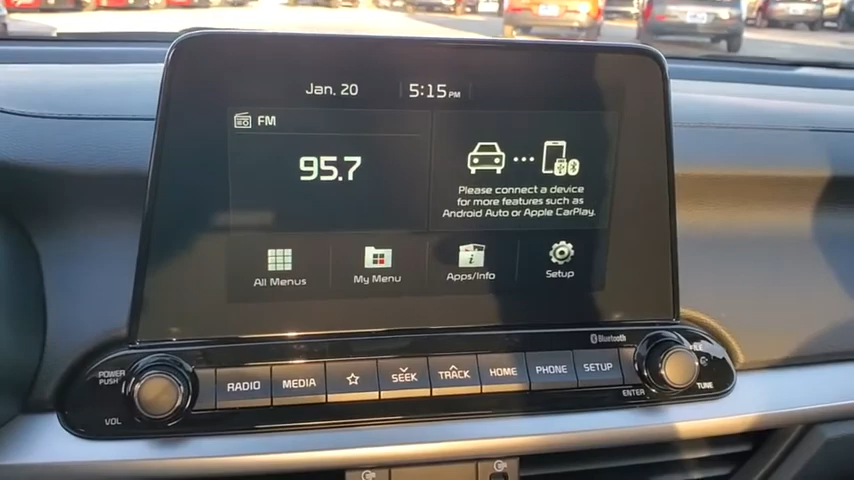 Jan. 20 5:15 PM
FM
95.7
Please connect a device
for more features such as
Android Auto or Apple CarPlay.
All Menus
My Menu
Apps/Info
Setup
Bluetooth
POWER
PUSH
VOL
RADIO
MEDIA
SEEK
TRACK
HOME
PHONE
SETUP
FILE
TUNE
ENTER